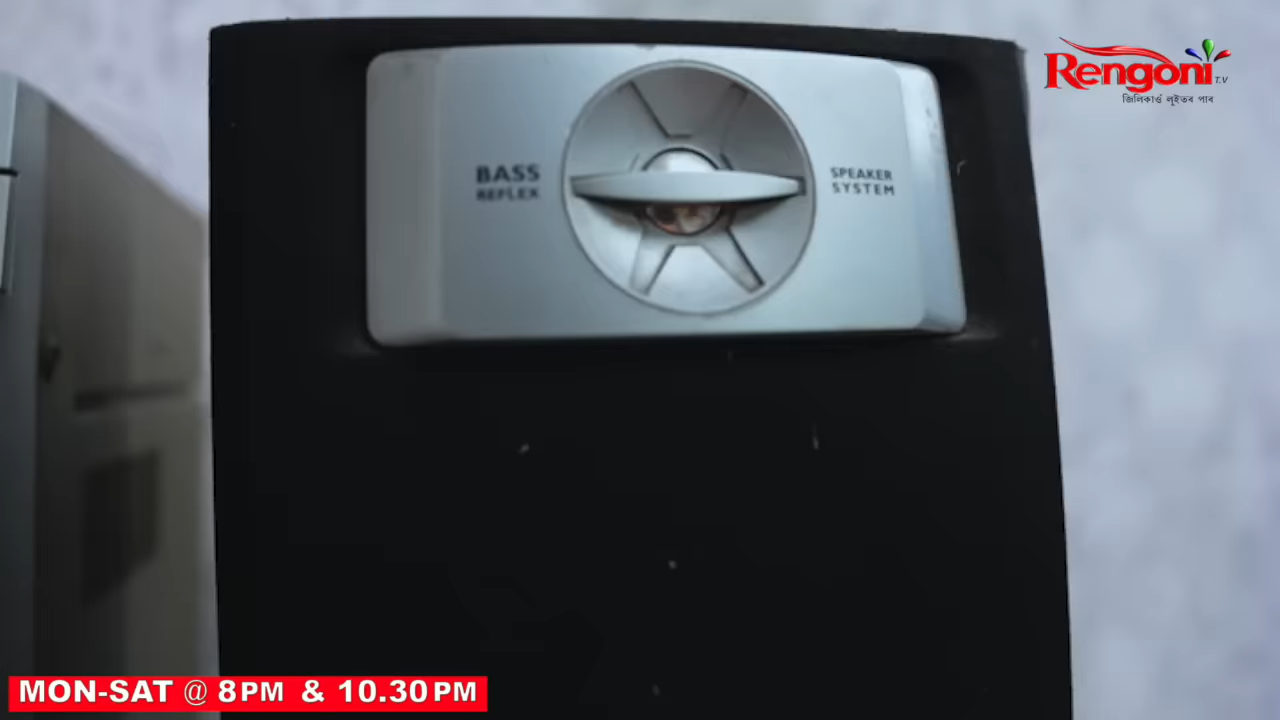 Rengoni T.V
জিলিকাওঁ লুইতৰ পাৰ
BASS
REFLEX
SPEAKER
SYSTEM
MON-SAT @ 8PM & 10.30PM